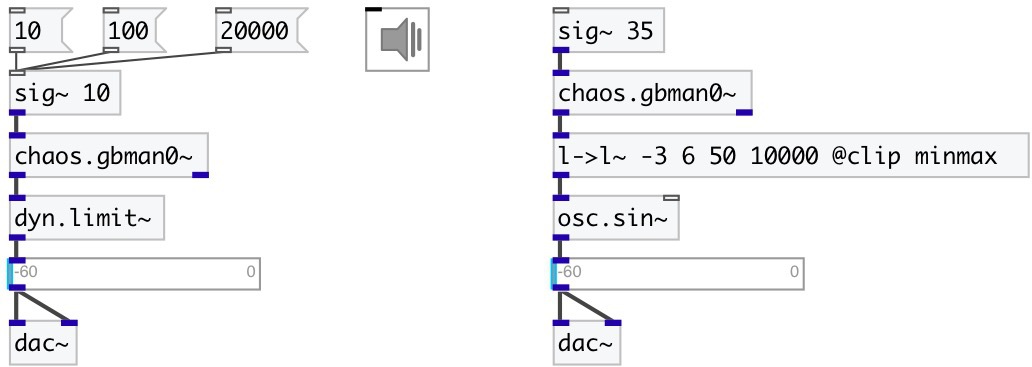 10 100 20000
sig~ 10
chaos.gbman0~
dyn.limit~
-60 0
dac~
sig~ 35
chaos.gbman0~
l->l~ -3 6 50 10000 @clip minmax
osc.sin~
-60 0
dac~